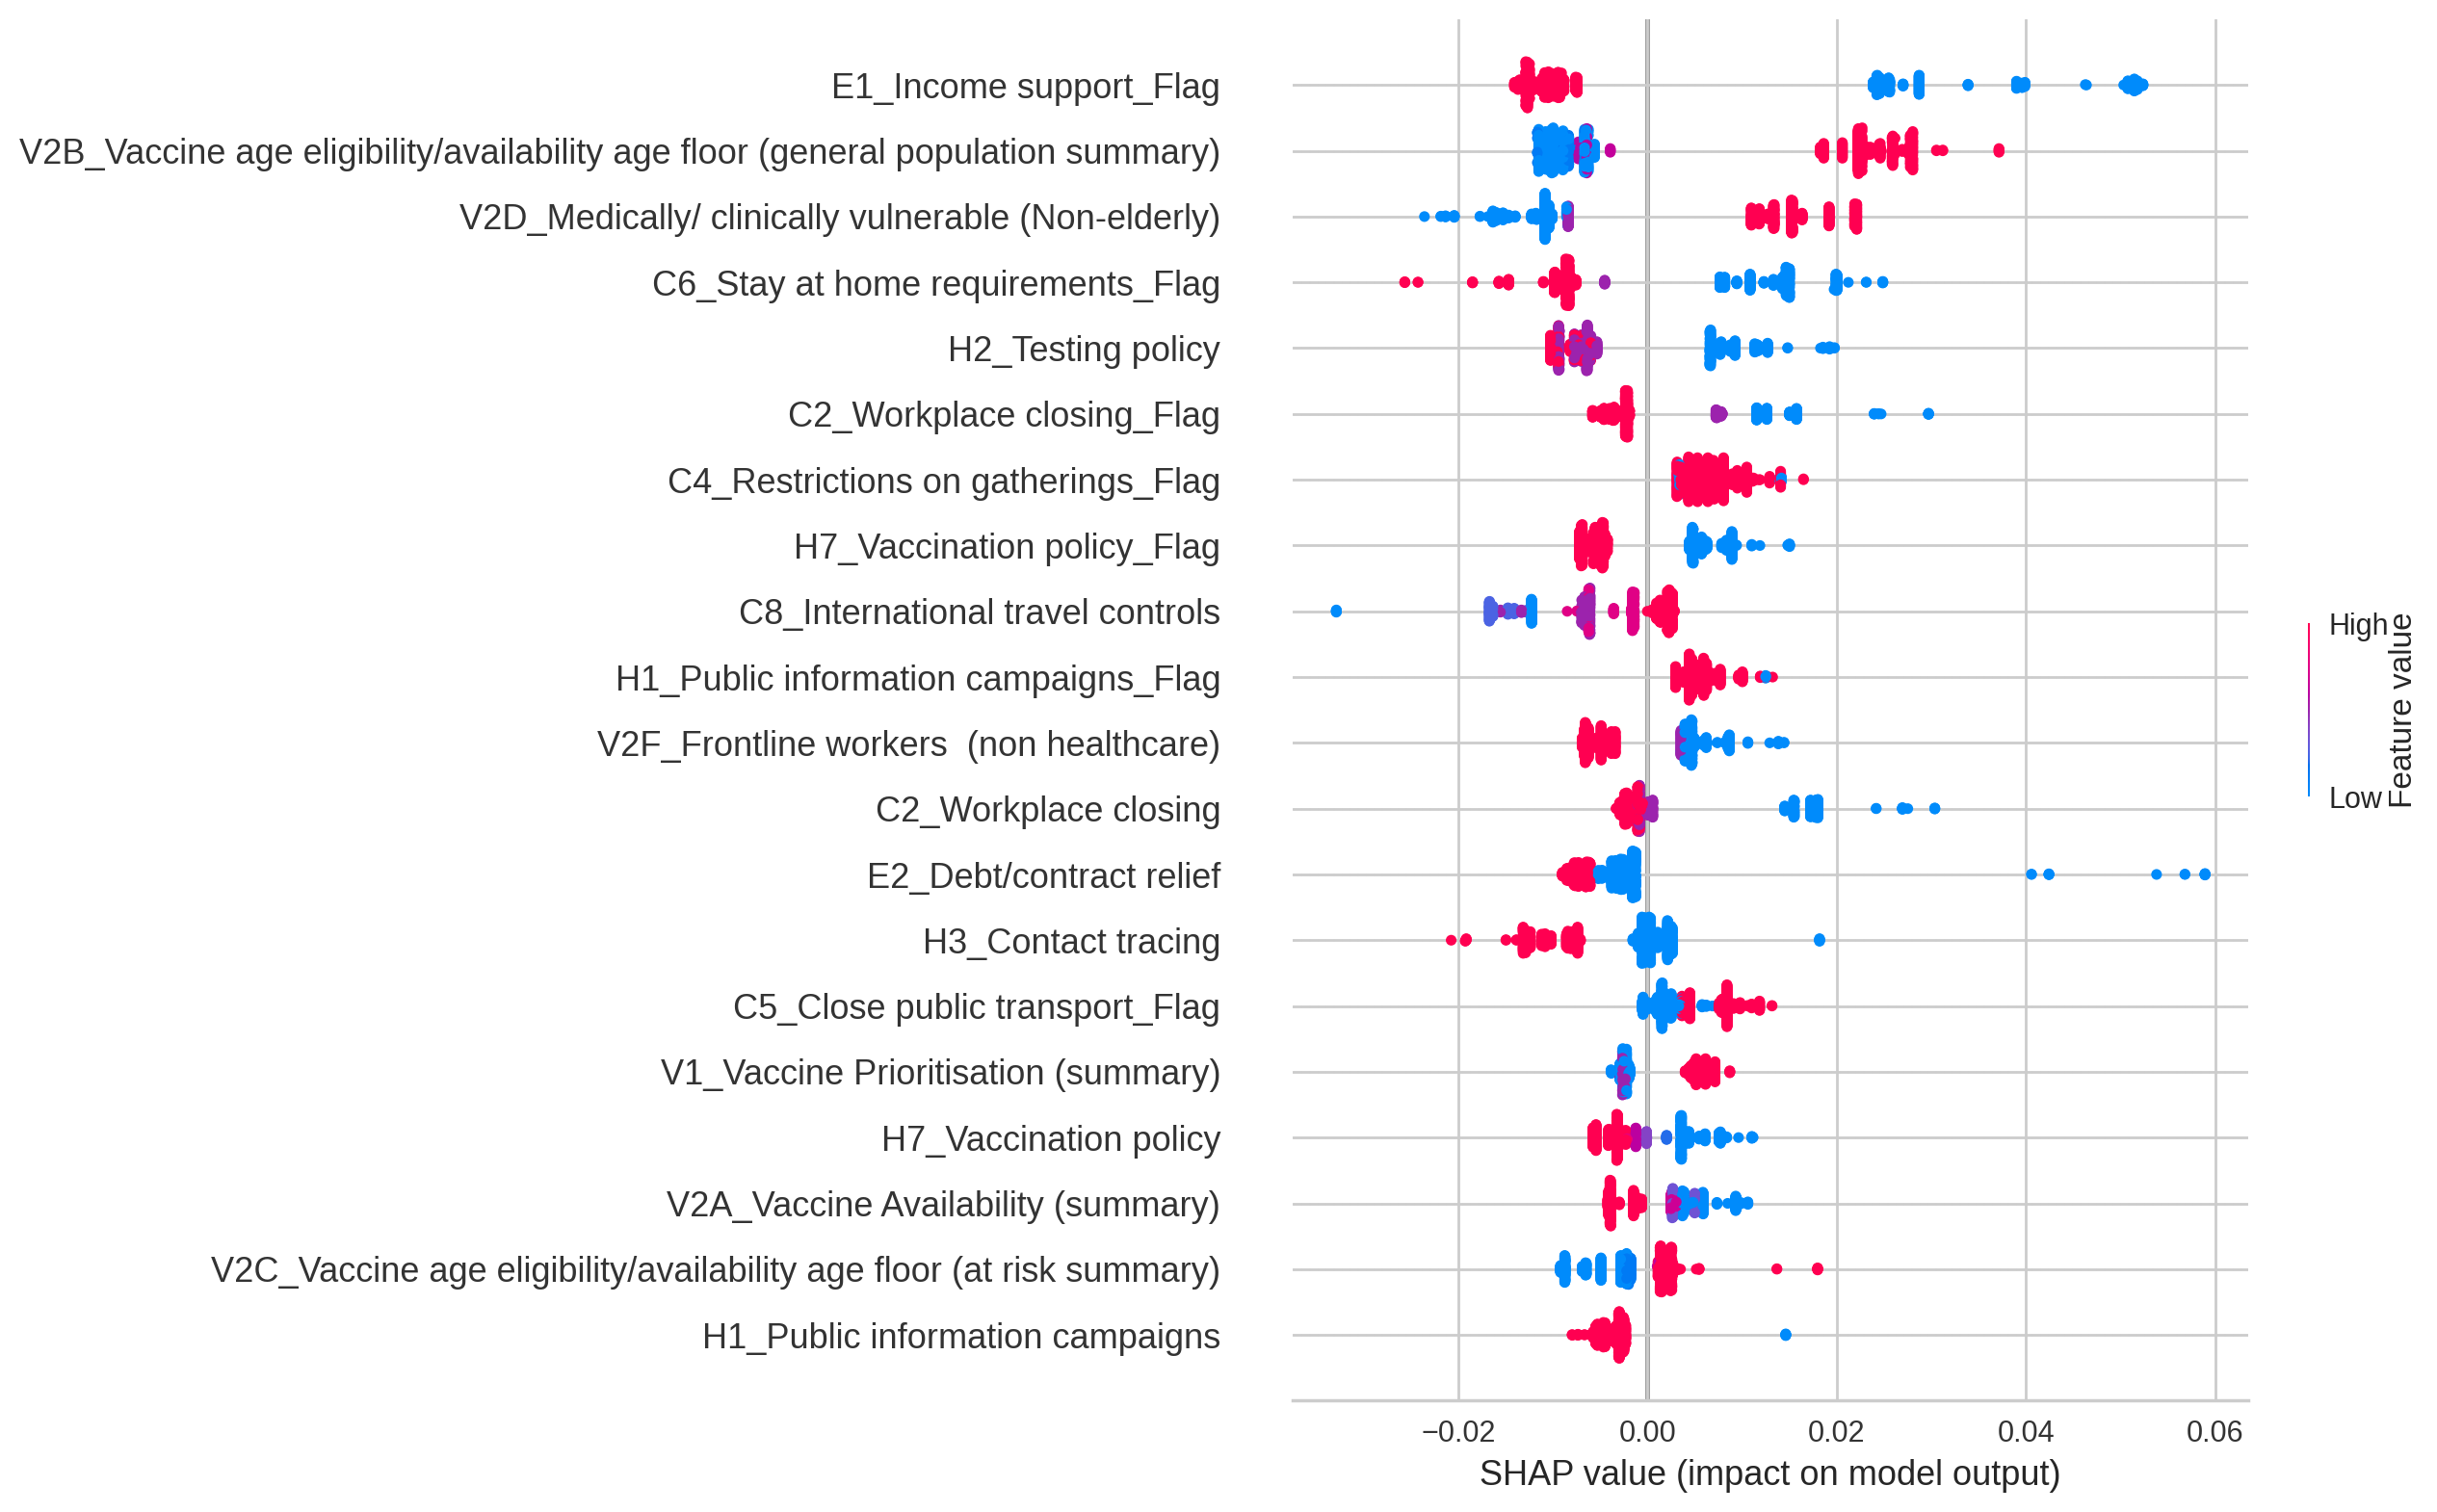 E1_Income support_Flag
V2B_Vaccine age eligibility/availability age floor (general population summary)
V2D_Medically/ clinically vulnerable (Non-elderly)
C6_Stay at home requirements_Flag
H2_Testing policy
C2_Workplace closing_Flag
C4_Restrictions on gatherings_Flag
H7_Vaccination policy_Flag
C8_International travel controls
H1_Public information campaigns_Flag
V2F_Frontline workers  (non healthcare)
C2_Workplace closing
E2_Debt/contract relief
H3_Contact tracing
C5_Close public transport_Flag
V1_Vaccine Prioritisation (summary)
H7_Vaccination policy
V2A_Vaccine Availability (summary)
V2C_Vaccine age eligibility/availability age floor (at risk summary)
H1_Public information campaigns
−0.02 0.00 0.02 0.04 0.06
SHAP value (impact on model output)
High
Low
Feature value